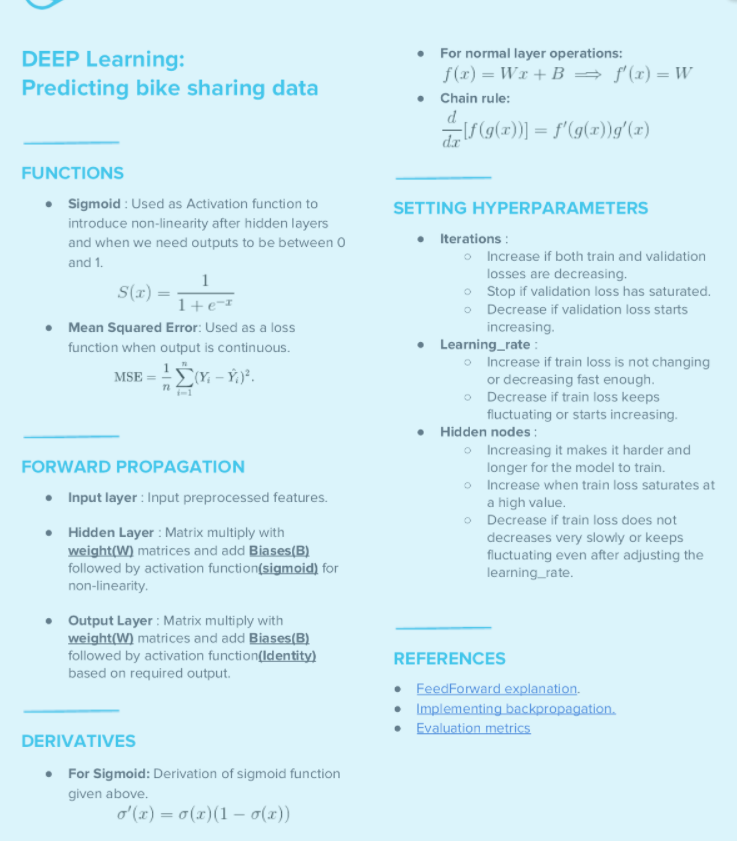 DEEP Learning:
Predicting bike sharing data
FUNCTIONS
● Sigmoid : Used as Activation function to
introduce non-linearity after hidden layers
and when we need outputs to be between 0
and 1.
S(x) = 1 / (1 + e^{-x})
● Mean Squared Error: Used as a loss
function when output is continuous.
MSE = 1/n \sum_{i=1}^{n} (Y_i − Ŷ_i)².
FORWARD PROPAGATION
● Input layer : Input preprocessed features.
● Hidden Layer : Matrix multiply with
weight(W) matrices and add Biases(B)
followed by activation function(sigmoid) for
non-linearity.
● Output Layer : Matrix multiply with
weight(W) matrices and add Biases(B)
followed by activation function(Identity)
based on required output.
DERIVATIVES
● For Sigmoid: Derivation of sigmoid function
given above.
σ′(x) = σ(x)(1 − σ(x))
● For normal layer operations:
f(x) = Wx + B ⟹ f′(x) = W
● Chain rule:
d/dx [f(g(x))] = f′(g(x))g′(x)
SETTING HYPERPARAMETERS
● Iterations :
○ Increase if both train and validation
losses are decreasing.
○ Stop if validation loss has saturated.
○ Decrease if validation loss starts
increasing.
● Learning_rate :
○ Increase if train loss is not changing
or decreasing fast enough.
○ Decrease if train loss keeps
fluctuating or starts increasing.
● Hidden nodes :
○ Increasing it makes it harder and
longer for the model to train.
○ Increase when train loss saturates at
a high value.
○ Decrease if train loss does not
decreases very slowly or keeps
fluctuating even after adjusting the
learning_rate.
REFERENCES
● FeedForward explanation.
● Implementing backpropagation.
● Evaluation metrics